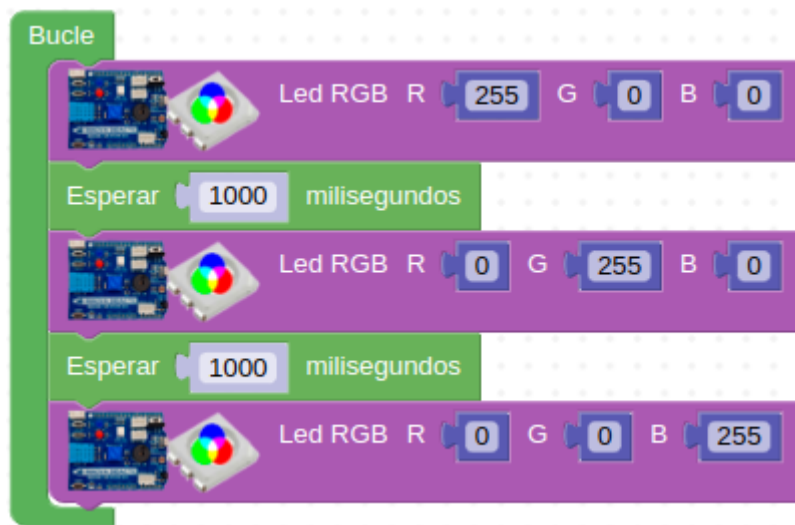 Bucle
Led RGB R 255 G 0 B 0
Esperar 1000 milisegundos
Led RGB R 0 G 255 B 0
Esperar 1000 milisegundos
Led RGB R 0 G 0 B 255